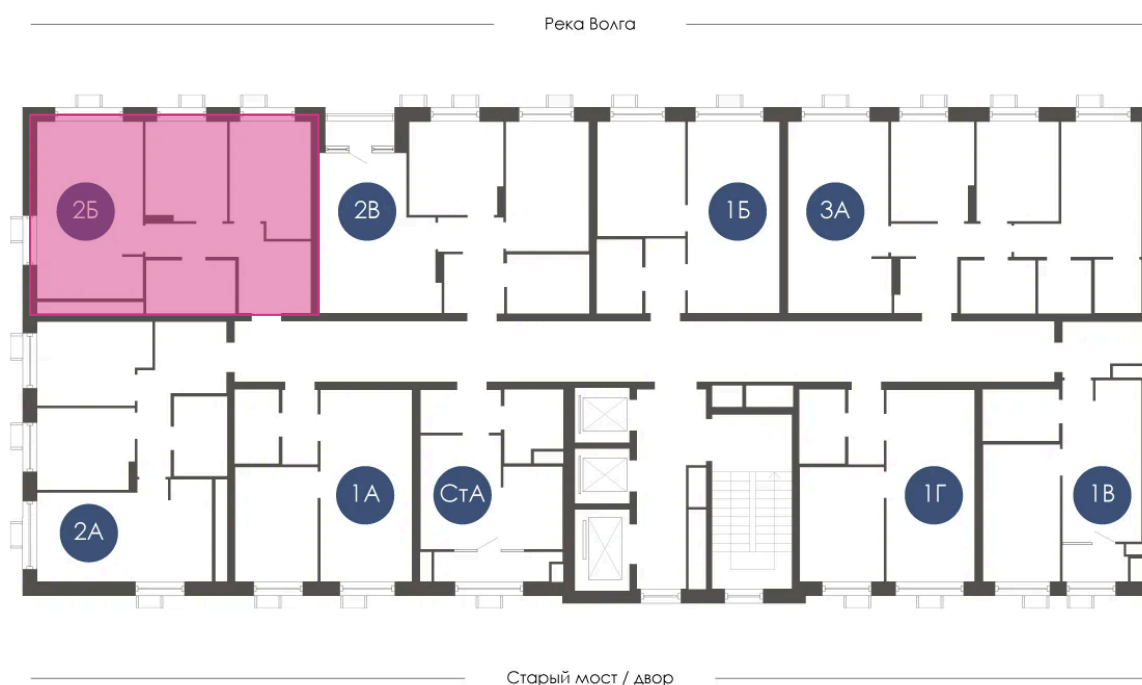 Река Волга
2Б
2В
1Б
3А
2А
1А
СтА
1Г
1В
Старый мост / двор